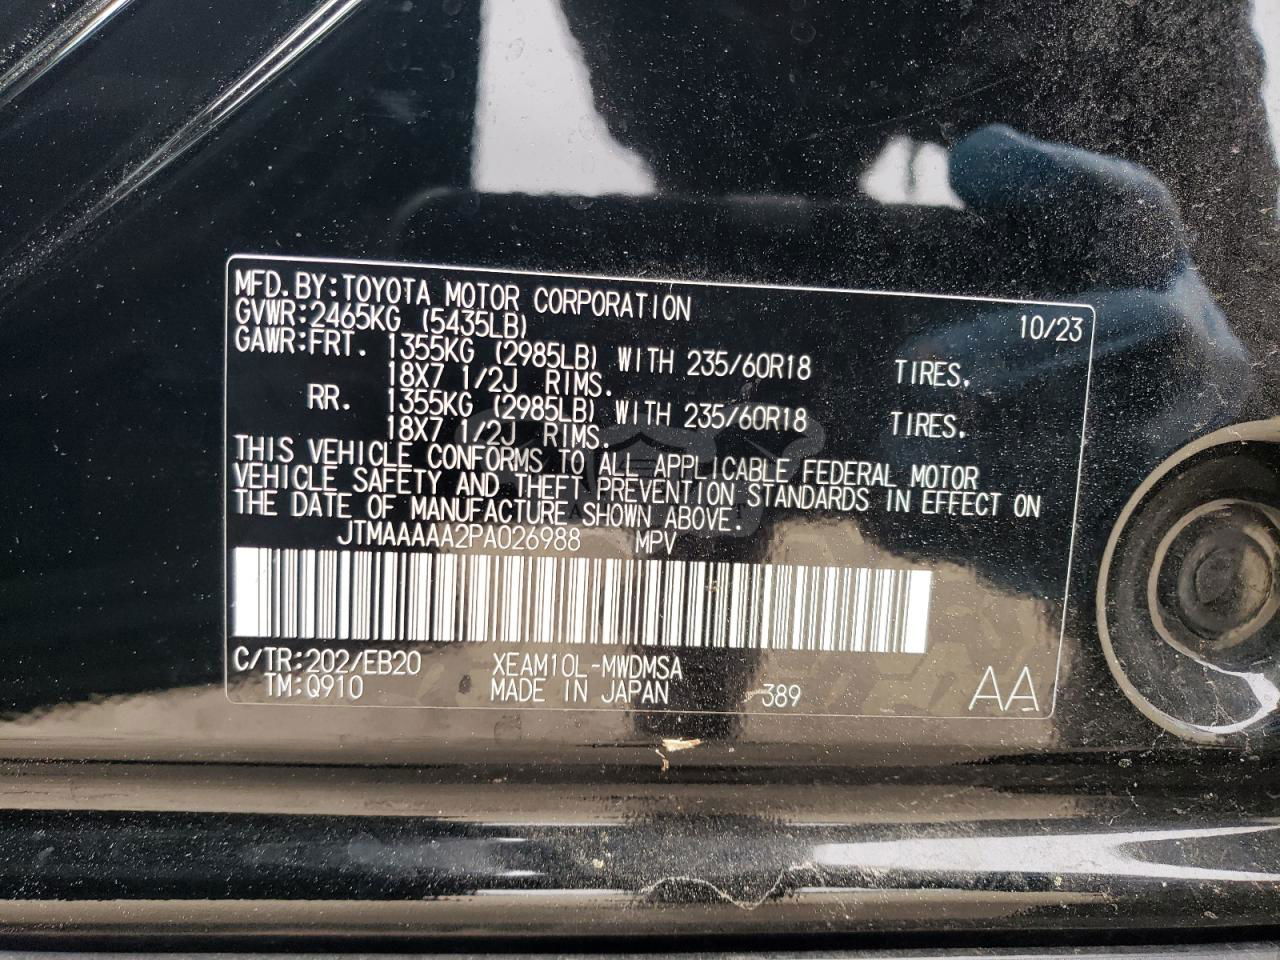 MFD. BY:TOYOTA MOTOR CORPORATION 10/23
GVWR:2465KG (5435LB)
GAWR:FRT. 1355KG (2985LB) WITH 235/60R18 TIRES,
18X7 1/2J RIMS.
RR. 1355KG (2985LB) WITH 235/60R18 TIRES,
18X7 1/2J RIMS.
THIS VEHICLE CONFORMS TO ALL APPLICABLE FEDERAL MOTOR
VEHICLE SAFETY AND THEFT PREVENTION STANDARDS IN EFFECT ON
THE DATE OF MANUFACTURE SHOWN ABOVE.
JTMAAAAA2PA026988 MPV
C/TR:202/EB20 XEAM10L-MWDMSA
TM:Q910 MADE IN JAPAN 389 AA